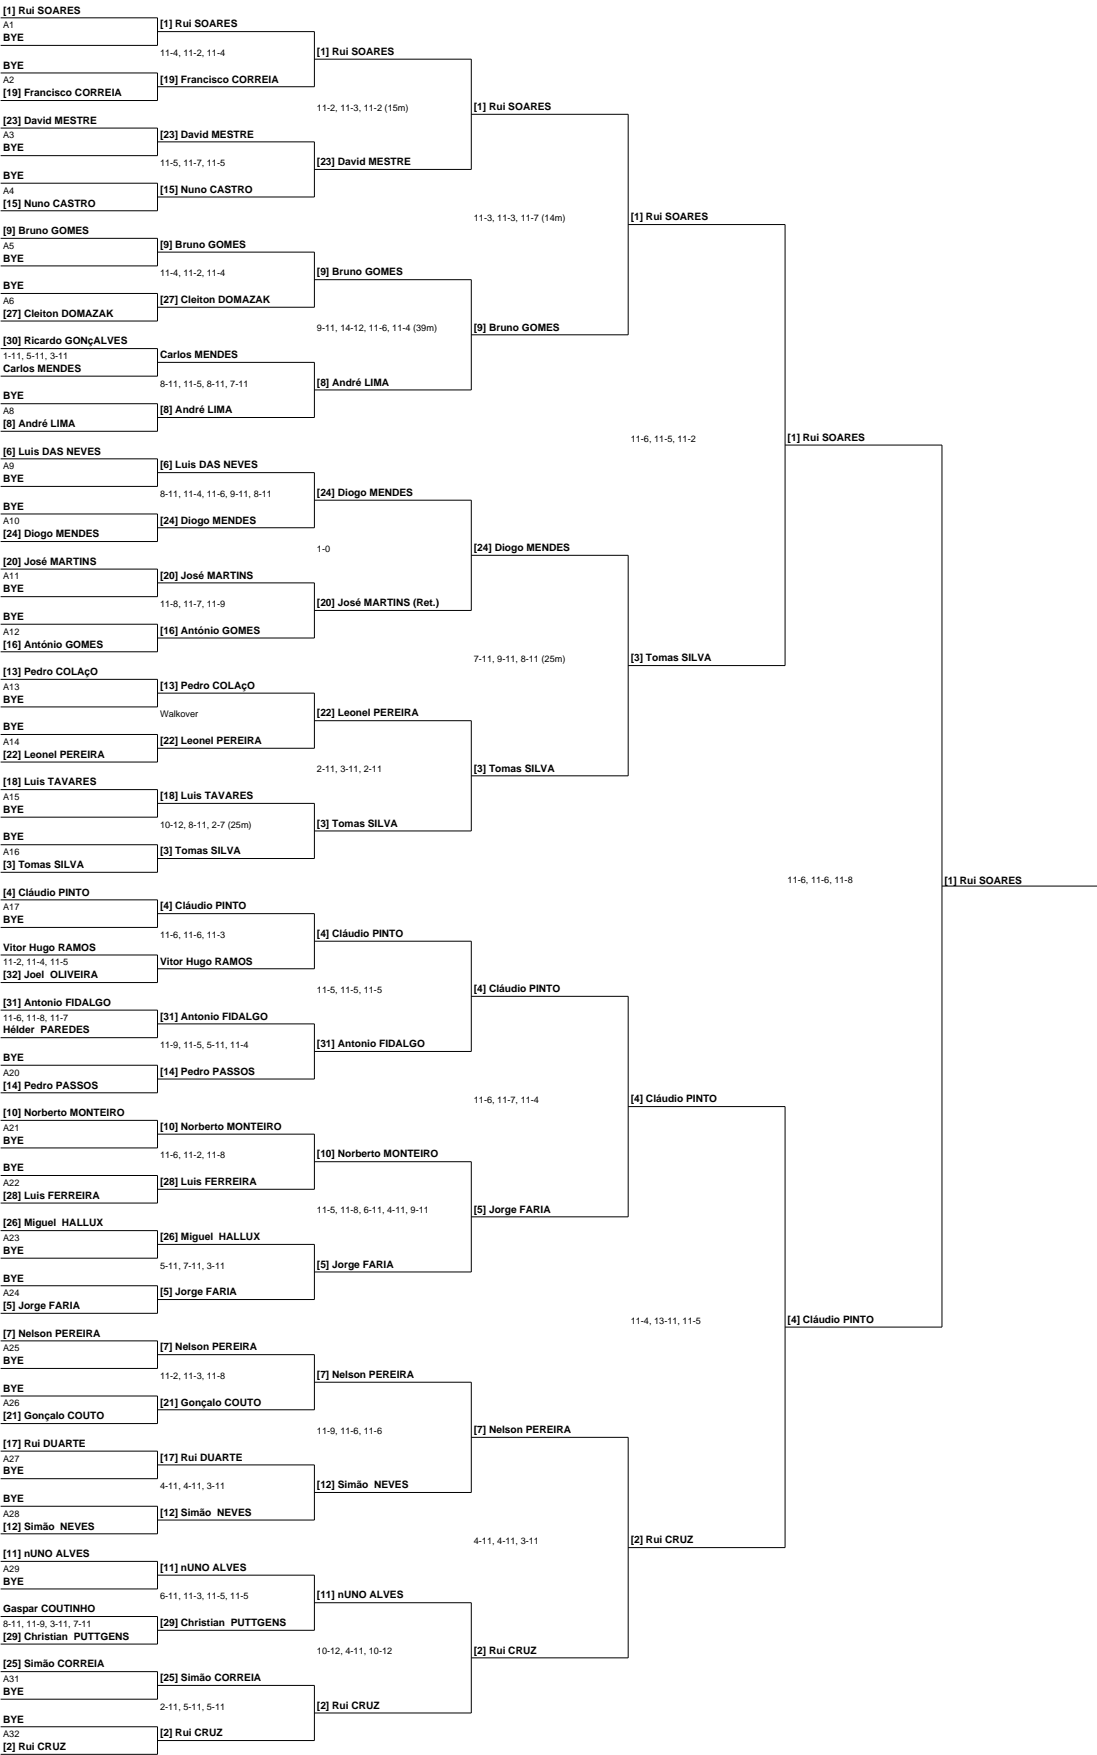 [1] Rui SOARES
A1
BYE
BYE
A2
[19] Francisco CORREIA
[23] David MESTRE
A3
BYE
BYE
A4
[15] Nuno CASTRO
[9] Bruno GOMES
A5
BYE
BYE
A6
[27] Cleiton DOMAZAK
[30] Ricardo GONçALVES
1-11, 5-11, 3-11
Carlos MENDES
BYE
A8
[8] André LIMA
[6] Luis DAS NEVES
A9
BYE
BYE
A10
[24] Diogo MENDES
[20] José MARTINS
A11
BYE
BYE
A12
[16] António GOMES
[13] Pedro COLAçO
A13
BYE
BYE
A14
[22] Leonel PEREIRA
[18] Luis TAVARES
A15
BYE
BYE
A16
[3] Tomas SILVA
[4] Cláudio PINTO
A17
BYE
Vitor Hugo RAMOS
11-2, 11-4, 11-5
[32] Joel  OLIVEIRA
[31] Antonio FIDALGO
11-6, 11-8, 11-7
Hélder  PAREDES
BYE
A20
[14] Pedro PASSOS
[10] Norberto MONTEIRO
A21
BYE
BYE
A22
[28] Luis FERREIRA
[26] Miguel  HALLUX
A23
BYE
BYE
A24
[5] Jorge FARIA
[7] Nelson PEREIRA
A25
BYE
BYE
A26
[21] Gonçalo COUTO
[17] Rui DUARTE
A27
BYE
BYE
A28
[12] Simão  NEVES
[11] nUNO ALVES
A29
BYE
Gaspar COUTINHO
8-11, 11-9, 3-11, 7-11
[29] Christian  PUTTGENS
[25] Simão CORREIA
A31
BYE
BYE
A32
[2] Rui CRUZ
[1] Rui SOARES
11-4, 11-2, 11-4
[19] Francisco CORREIA
[23] David MESTRE
11-5, 11-7, 11-5
[15] Nuno CASTRO
[9] Bruno GOMES
11-4, 11-2, 11-4
[27] Cleiton DOMAZAK
Carlos MENDES
8-11, 11-5, 8-11, 7-11
[8] André LIMA
[6] Luis DAS NEVES
8-11, 11-4, 11-6, 9-11, 8-11
[24] Diogo MENDES
[20] José MARTINS
11-8, 11-7, 11-9
[16] António GOMES
[13] Pedro COLAçO
Walkover
[22] Leonel PEREIRA
[18] Luis TAVARES
10-12, 8-11, 2-7 (25m)
[3] Tomas SILVA
[4] Cláudio PINTO
11-6, 11-6, 11-3
Vitor Hugo RAMOS
[31] Antonio FIDALGO
11-9, 11-5, 5-11, 11-4
[14] Pedro PASSOS
[10] Norberto MONTEIRO
11-6, 11-2, 11-8
[28] Luis FERREIRA
[26] Miguel  HALLUX
5-11, 7-11, 3-11
[5] Jorge FARIA
[7] Nelson PEREIRA
11-2, 11-3, 11-8
[21] Gonçalo COUTO
[17] Rui DUARTE
4-11, 4-11, 3-11
[12] Simão  NEVES
[11] nUNO ALVES
6-11, 11-3, 11-5, 11-5
[29] Christian  PUTTGENS
[25] Simão CORREIA
2-11, 5-11, 5-11
[2] Rui CRUZ
[1] Rui SOARES
11-2, 11-3, 11-2 (15m)
[23] David MESTRE
[9] Bruno GOMES
9-11, 14-12, 11-6, 11-4 (39m)
[8] André LIMA
[24] Diogo MENDES
1-0
[20] José MARTINS (Ret.)
[22] Leonel PEREIRA
2-11, 3-11, 2-11
[3] Tomas SILVA
[4] Cláudio PINTO
11-5, 11-5, 11-5
[31] Antonio FIDALGO
[10] Norberto MONTEIRO
11-5, 11-8, 6-11, 4-11, 9-11
[5] Jorge FARIA
[7] Nelson PEREIRA
11-9, 11-6, 11-6
[12] Simão  NEVES
[11] nUNO ALVES
10-12, 4-11, 10-12
[2] Rui CRUZ
[1] Rui SOARES
11-3, 11-3, 11-7 (14m)
[9] Bruno GOMES
[24] Diogo MENDES
7-11, 9-11, 8-11 (25m)
[3] Tomas SILVA
[4] Cláudio PINTO
11-6, 11-7, 11-4
[5] Jorge FARIA
[7] Nelson PEREIRA
4-11, 4-11, 3-11
[2] Rui CRUZ
[1] Rui SOARES
11-6, 11-5, 11-2
[3] Tomas SILVA
[4] Cláudio PINTO
11-4, 13-11, 11-5
[2] Rui CRUZ
[1] Rui SOARES
11-6, 11-6, 11-8
[4] Cláudio PINTO
[1] Rui SOARES